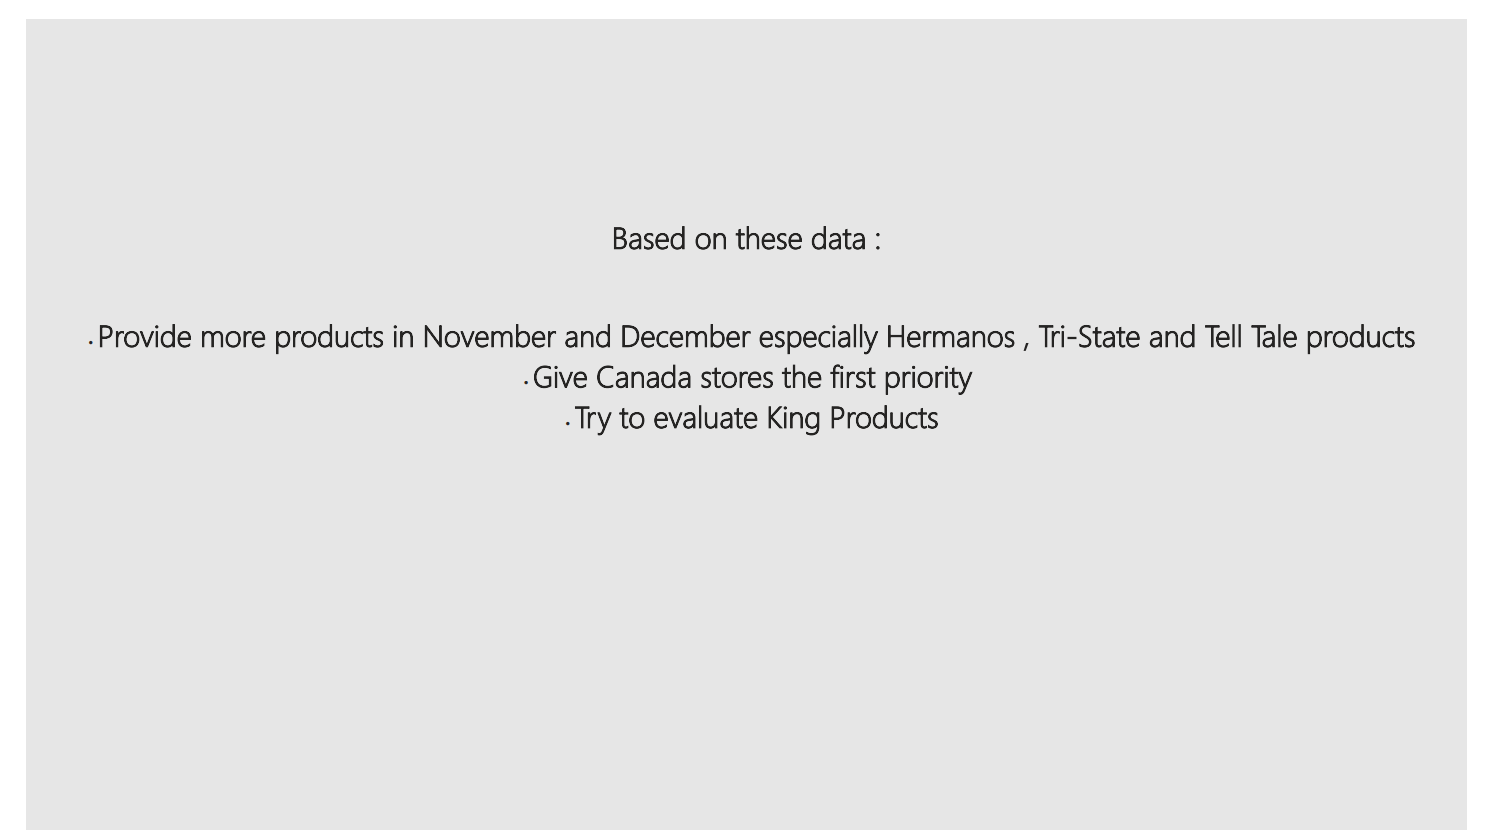 Based on these data :
.Provide more products in November and December especially Hermanos , Tri-State and Tell Tale products
.Give Canada stores the first priority
.Try to evaluate King Products